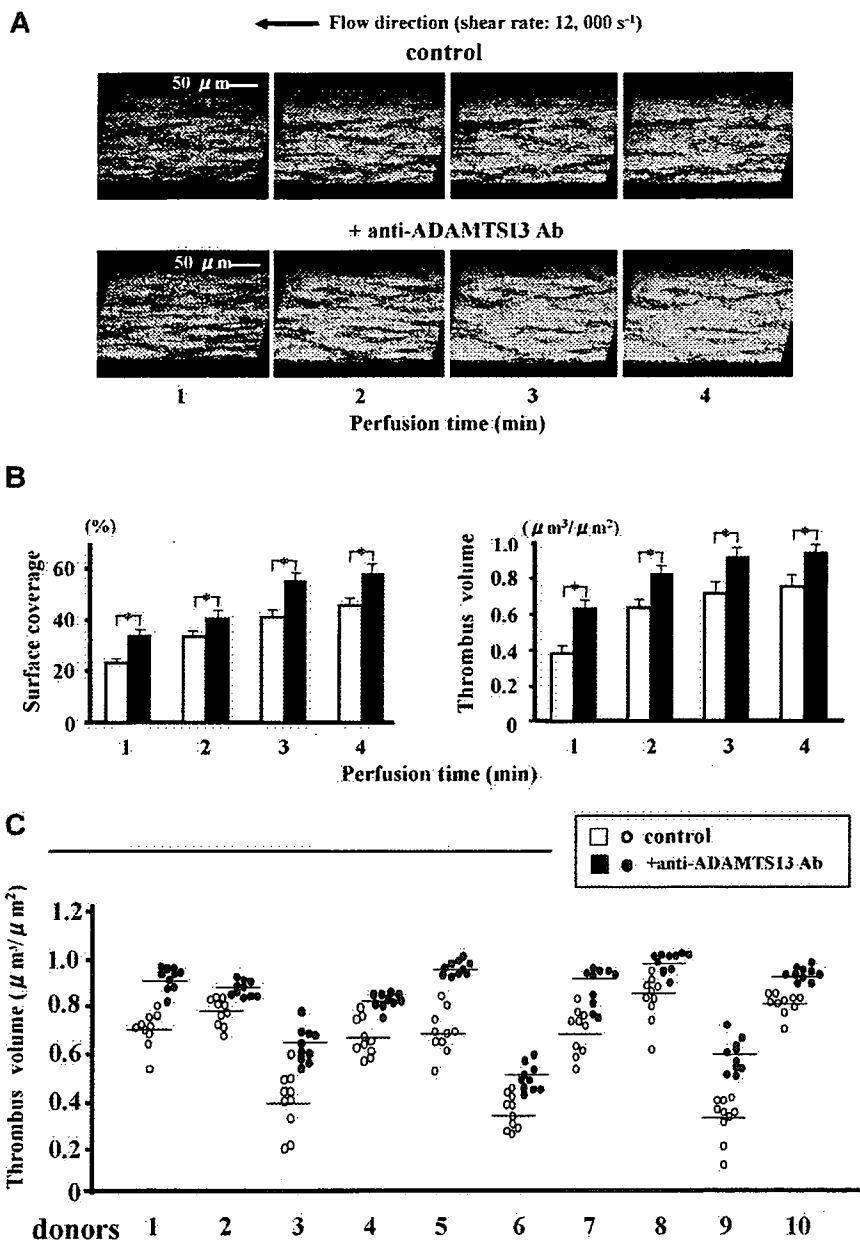 A
Flow direction (shear rate: 12, 000 s⁻¹)
control
50 μm
+ anti-ADAMTS13 Ab
50 μm
1 2 3 4
Perfusion time (min)
B
(%)
Surface coverage
60
40
20
0
1 2 3 4
(μm³/μm²)
Thrombus volume
1.0
0.8
0.6
0.4
0.2
0
1 2 3 4
* * * *
* * * *
Perfusion time (min)
C
control
+anti-ADAMTS13 Ab
Thrombus volume (μm³/μm²)
1.2
1.0
0.8
0.6
0.4
0.2
0
donors 1 2 3 4 5 6 7 8 9 10